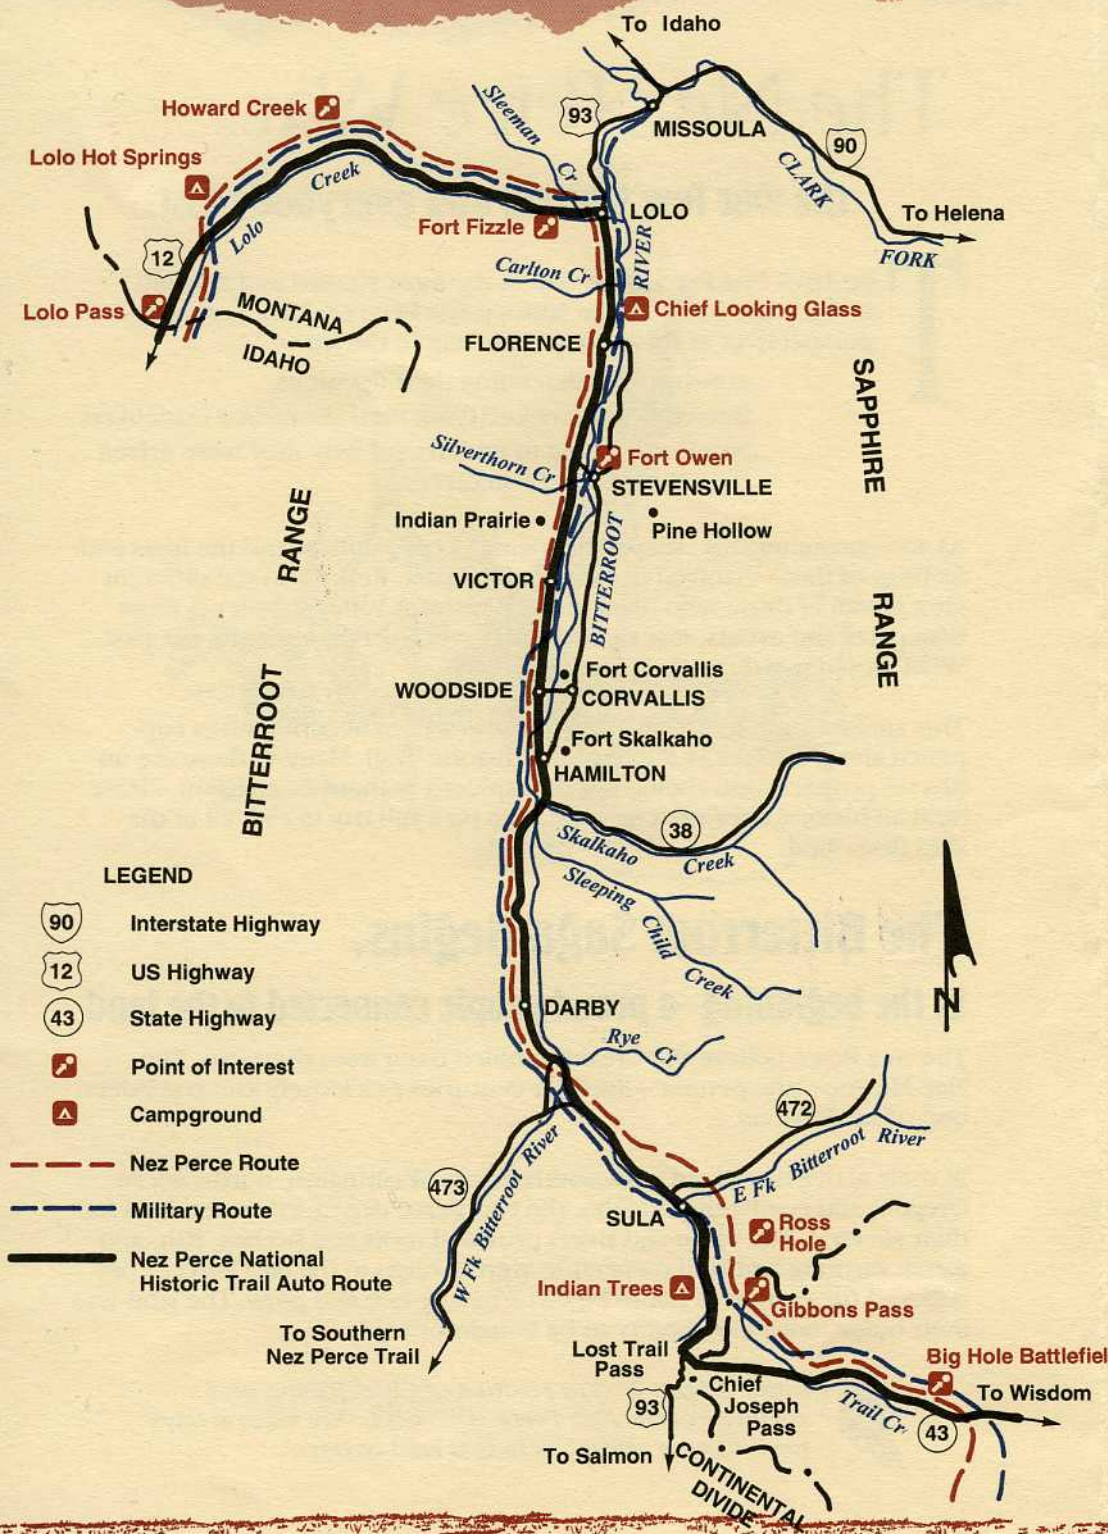 To Idaho
Howard Creek
Sleeman
Cr
93
MISSOULA
90
Lolo Hot Springs
CLARK
FORK
Creek
Lolo
Fort Fizzle
LOLO
To Helena
RIVER
12
Carlton Cr
Lolo Pass
MONTANA
IDAHO
Chief Looking Glass
FLORENCE
SAPPHIRE
RANGE
Silverthorn Cr
Fort Owen
STEVENSVILLE
Indian Prairie
Pine Hollow
BITTERROOT
RANGE
VICTOR
BITTERROOT
Fort Corvallis
WOODSIDE
CORVALLIS
Fort Skalkaho
HAMILTON
38
Skalkaho
Creek
Sleeping
Child
Creek
LEGEND
90 Interstate Highway
12 US Highway
43 State Highway
Point of Interest
Campground
Nez Perce Route
Military Route
Nez Perce National
Historic Trail Auto Route
N
DARBY
Rye Cr
472
E Fk Bitterroot River
473
W Fk Bitterroot River
SULA
Ross
Hole
Indian Trees
Gibbons Pass
To Southern
Nez Perce Trail
Lost Trail
Pass
Big Hole Battlefiel
Chief
Joseph
Pass
To Wisdom
93
Trail Cr
43
To Salmon
CONTINENTAL
DIVIDE